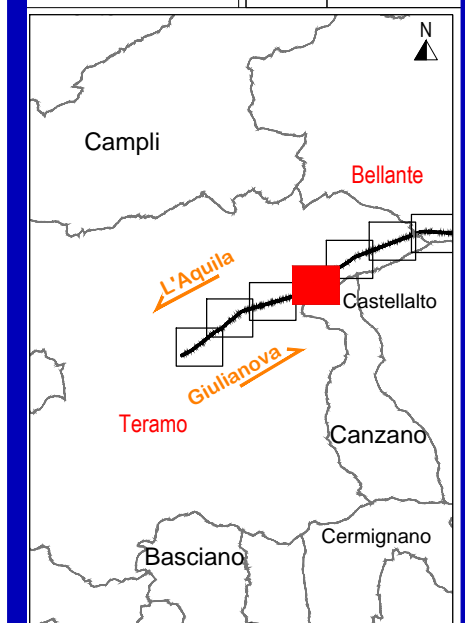 N
Campli
Bellante
L'Aquila
Castellalto
Giulianova
Teramo
Canzano
Cermignano
Basciano